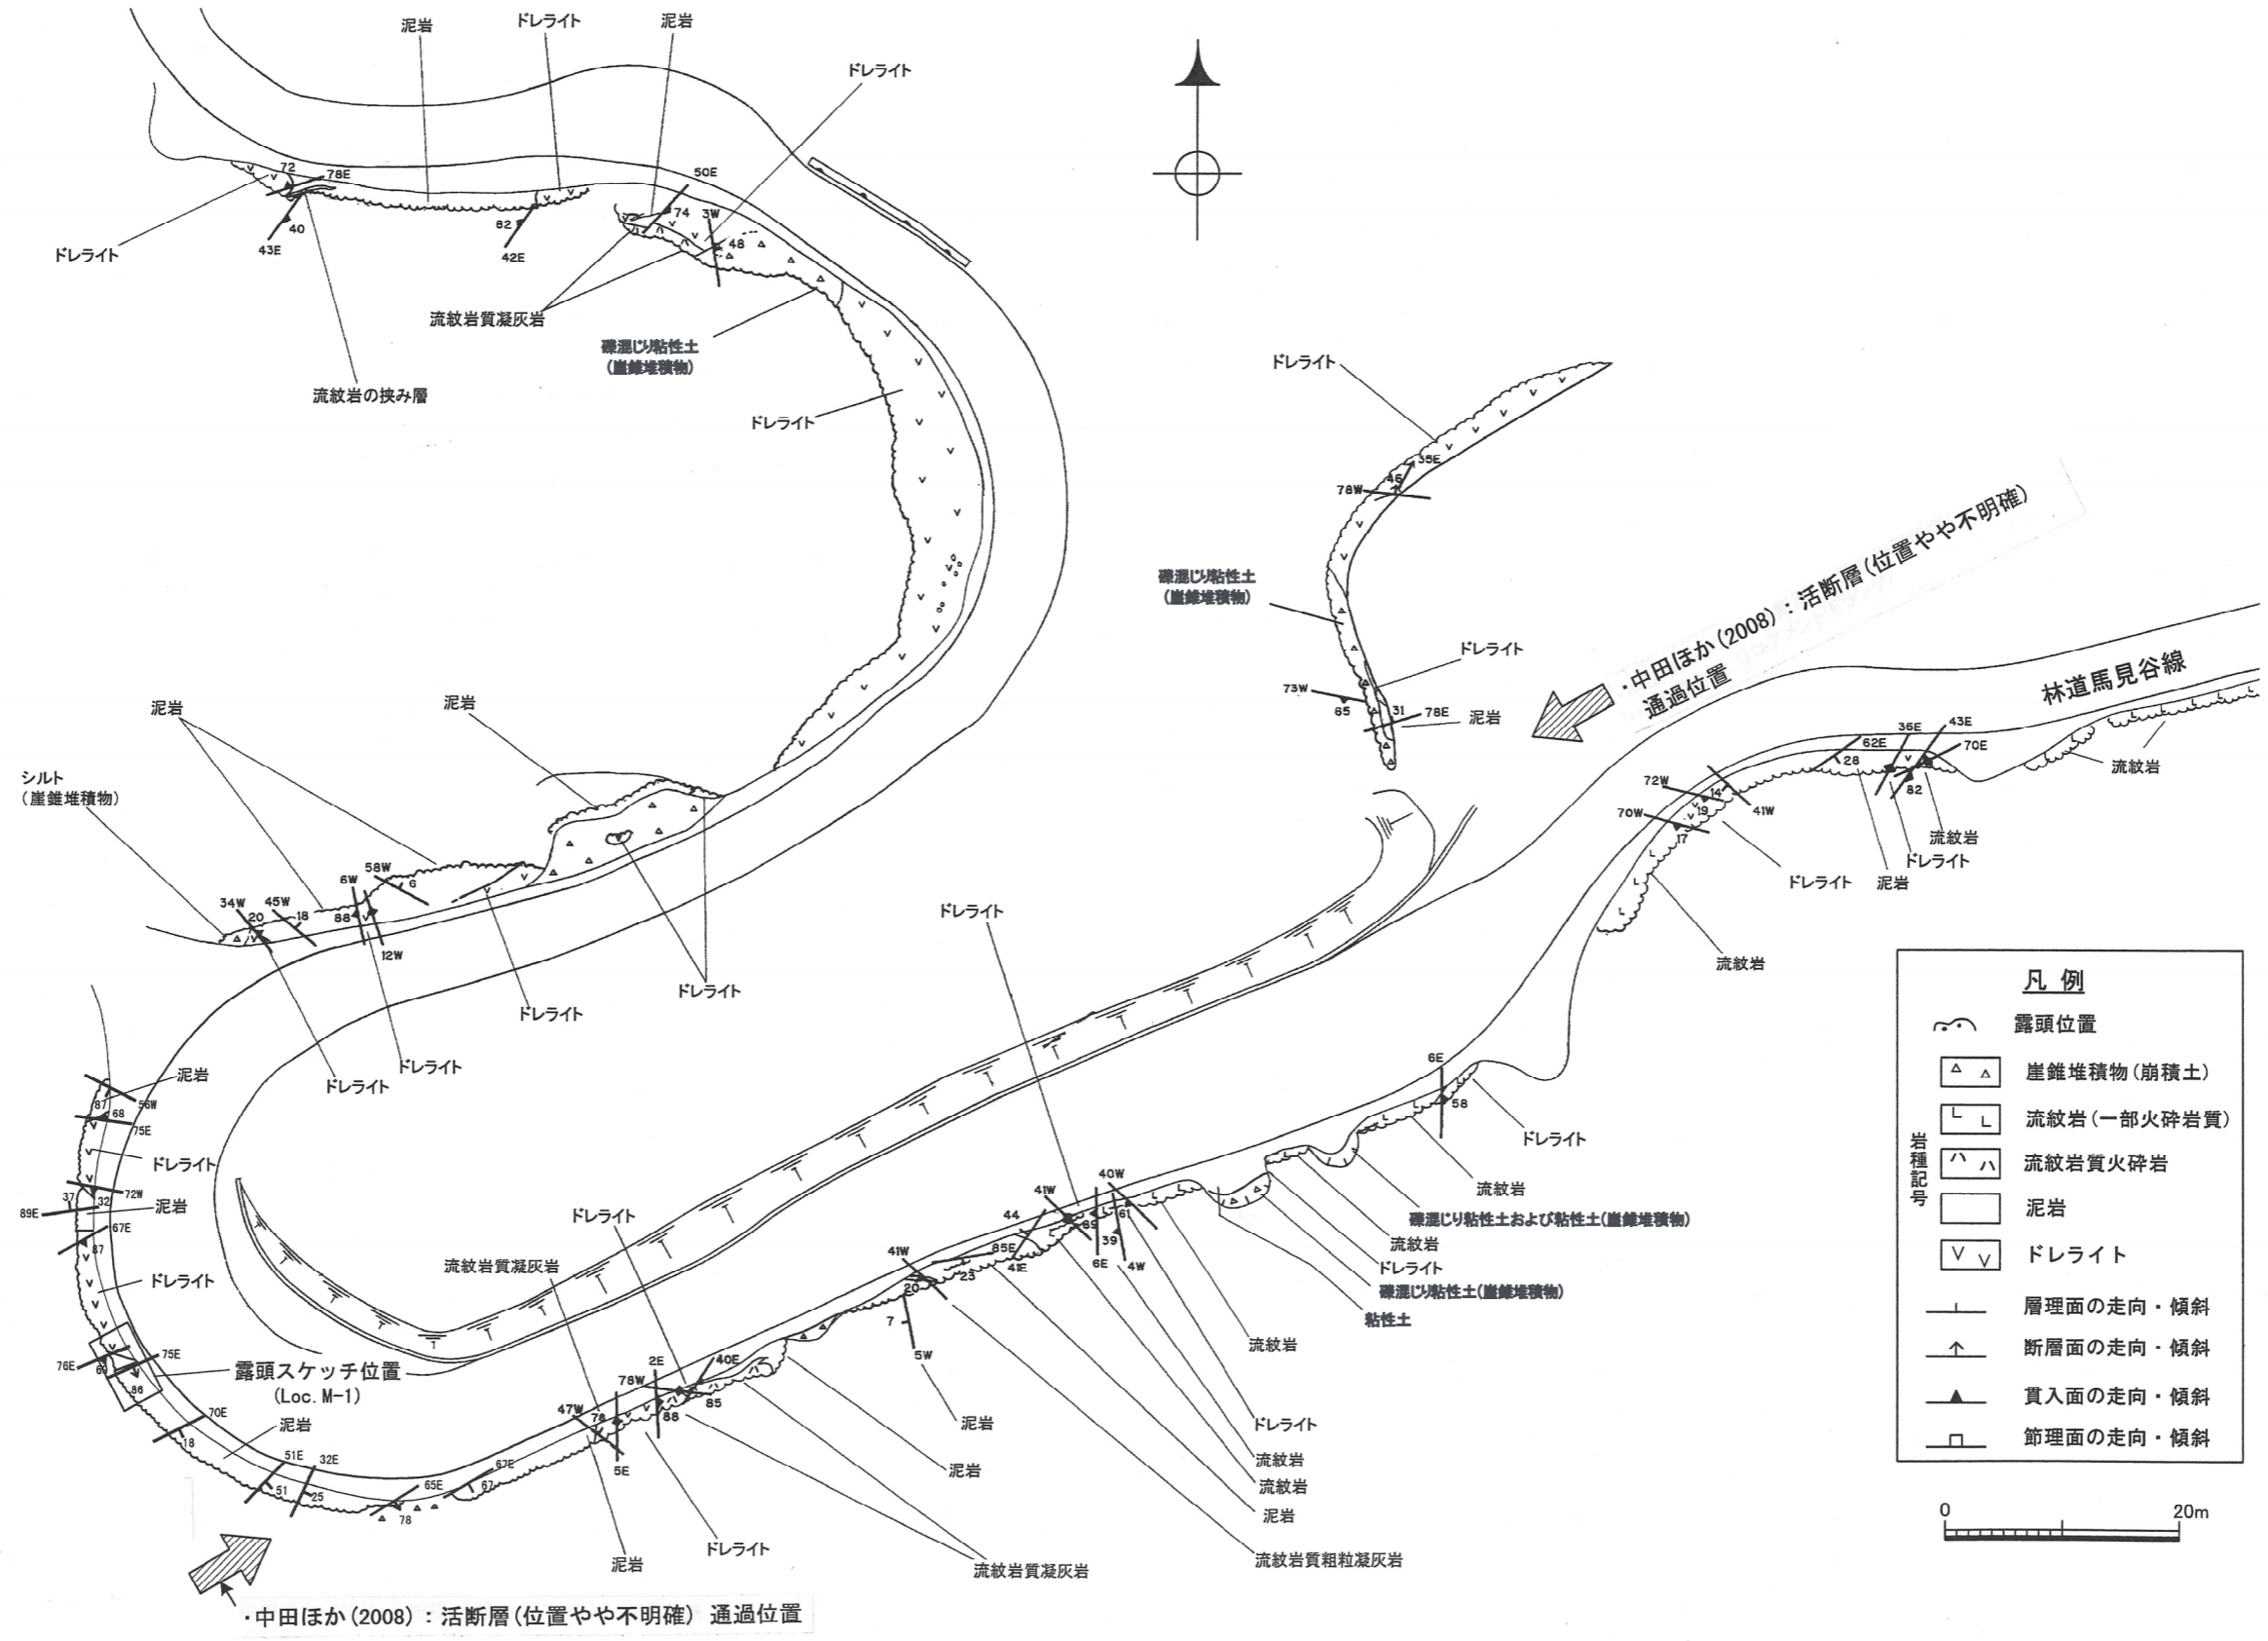 泥岩
ドレライト
泥岩
ドレライト
72
78E
40
43E
62
42E
50E
74
3W
48
ドレライト
流紋岩質凝灰岩
礫混じり粘性土
(崖錐堆積物)
流紋岩の挟み層
ドレライト
ドレライト
35E
46
78W
礫混じり粘性土
(崖錐堆積物)
ドレライト
73W
65
31
78E
泥岩
・中田ほか(2008)：活断層(位置やや不明確)
通過位置
林道馬見谷線
流紋岩
62E
28
36E
43E
70E
82
流紋岩
ドレライト
泥岩
72W
14
19
41W
70W
17
ドレライト
流紋岩
泥岩
泥岩
シルト
(崖錐堆積物)
34W
20
45W
18
6W
88
58W
6
12W
ドレライト
ドレライト
ドレライト
ドレライト
ドレライト
泥岩
87
56W
68
75E
ドレライト
72W
37
32
89E
泥岩
67E
87
ドレライト
76E
75E
86
露頭スケッチ位置
(Loc. M-1)
泥岩
70E
18
51E
32E
51
25
65E
78
67E
67
流紋岩質凝灰岩
ドレライト
47W
78
5E
78W
2E
40E
88
85
41W
20
7
5W
泥岩
23
85E
41E
44
41W
89
6E
40W
61
39
4W
6E
58
ドレライト
流紋岩
礫混じり粘性土および粘性土(崖錐堆積物)
流紋岩
ドレライト
礫混じり粘性土(崖錐堆積物)
粘性土
流紋岩
ドレライト
流紋岩
流紋岩
泥岩
流紋岩質粗粒凝灰岩
泥岩
流紋岩質凝灰岩
ドレライト
泥岩
・中田ほか(2008)：活断層(位置やや不明確) 通過位置
凡 例
露頭位置
岩種記号
崖錐堆積物(崩積土)
流紋岩(一部火砕岩質)
流紋岩質火砕岩
泥岩
ドレライト
層理面の走向・傾斜
断層面の走向・傾斜
貫入面の走向・傾斜
節理面の走向・傾斜
0 20m